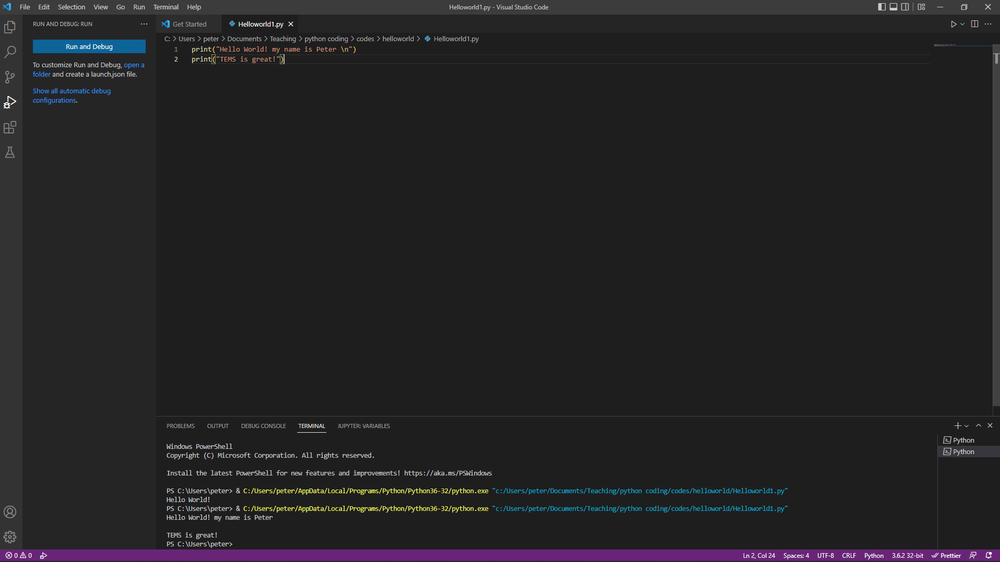 File Edit Selection View Go Run Terminal Help
Helloworld1.py - Visual Studio Code
RUN AND DEBUG: RUN
Run and Debug
To customize Run and Debug, open a
folder and create a launch.json file.
Show all automatic debug
configurations.
Get Started
Helloworld1.py
C: > Users > peter > Documents > Teaching > python coding > codes > helloworld > Helloworld1.py
1 print("Hello World! my name is Peter \n")
2 print("TEMS is great!")
PROBLEMS OUTPUT DEBUG CONSOLE TERMINAL JUPYTER: VARIABLES
Windows PowerShell
Copyright (C) Microsoft Corporation. All rights reserved.
Install the latest PowerShell for new features and improvements! https://aka.ms/PSWindows
PS C:\Users\peter> & C:/Users/peter/AppData/Local/Programs/Python/Python36-32/python.exe "c:/Users/peter/Documents/Teaching/python coding/codes/helloworld/Helloworld1.py"
Hello World!
PS C:\Users\peter> & C:/Users/peter/AppData/Local/Programs/Python/Python36-32/python.exe "c:/Users/peter/Documents/Teaching/python coding/codes/helloworld/Helloworld1.py"
Hello World! my name is Peter
TEMS is great!
PS C:\Users\peter>
Python
Python
0 0
Ln 2, Col 24 Spaces: 4 UTF-8 CRLF Python 3.6.2 32-bit Prettier